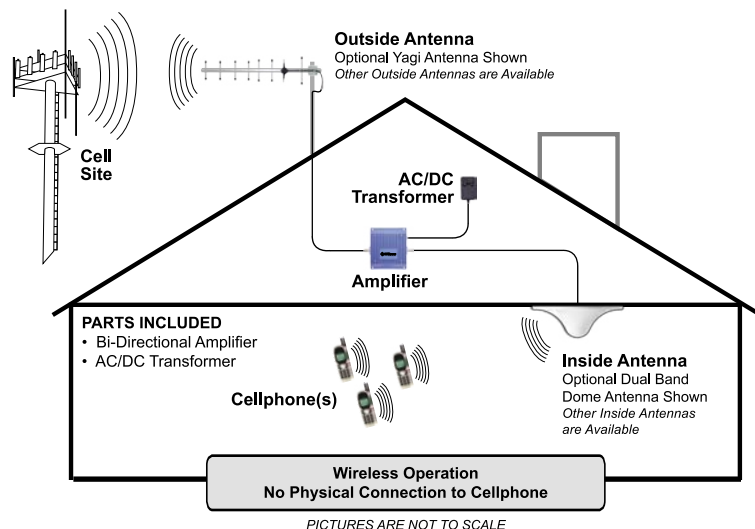 Outside Antenna
Optional Yagi Antenna Shown
Other Outside Antennas are Available
Cell
Site
AC/DC
Transformer
Amplifier
PARTS INCLUDED
• Bi-Directional Amplifier
• AC/DC Transformer
Cellphone(s)
Inside Antenna
Optional Dual Band
Dome Antenna Shown
Other Inside Antennas
are Available
Wireless Operation
No Physical Connection to Cellphone
PICTURES ARE NOT TO SCALE